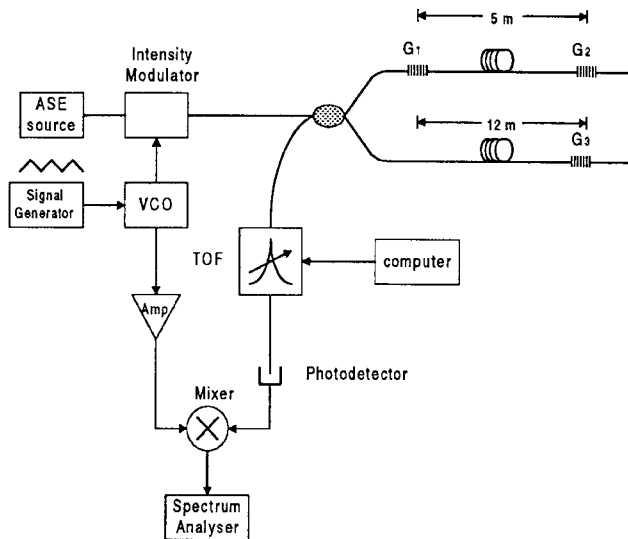 5 m
Intensity
Modulator
G1
G2
ASE
source
12 m
G3
Signal
Generator
VCO
TOF
computer
Amp
Photodetector
Mixer
Spectrum
Analyser